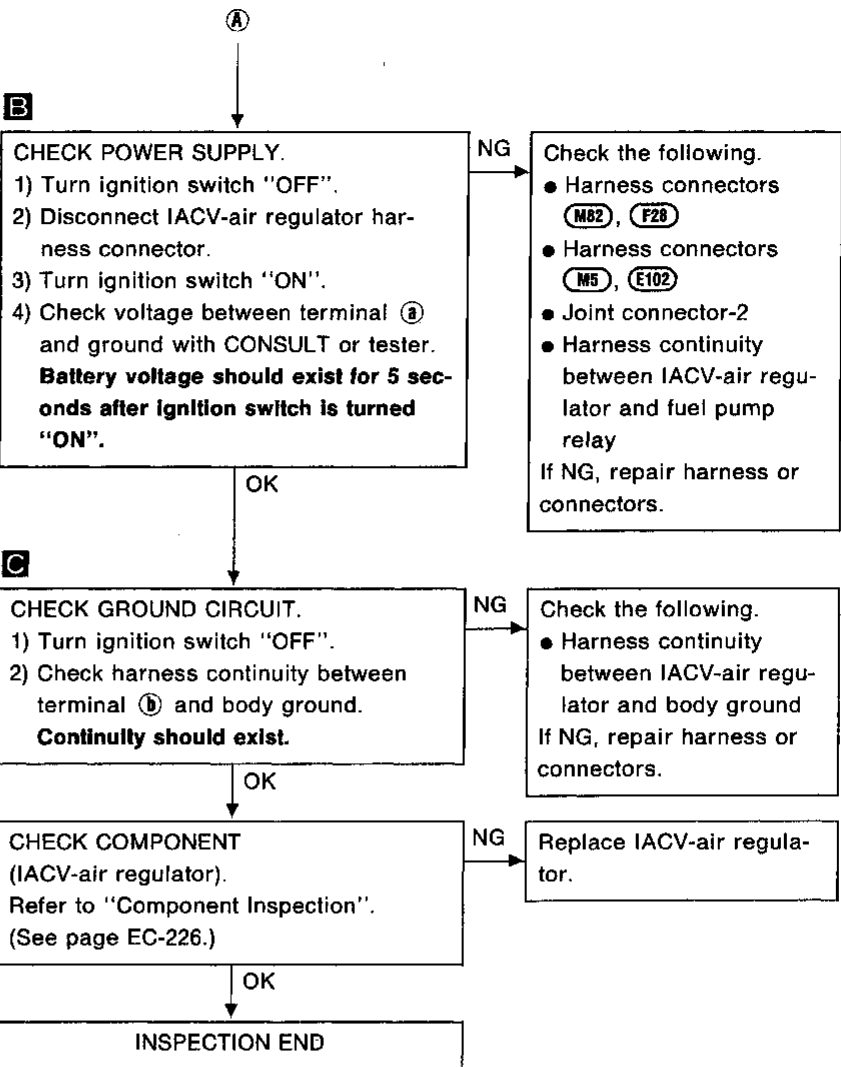 Ⓐ
B
CHECK POWER SUPPLY.
1) Turn ignition switch "OFF".
2) Disconnect IACV-air regulator har-
ness connector.
3) Turn ignition switch "ON".
4) Check voltage between terminal ⓐ
and ground with CONSULT or tester.
Battery voltage should exist for 5 sec-
onds after ignition switch is turned
"ON".
NG
Check the following.
● Harness connectors
M82, F28
● Harness connectors
M5, E102
● Joint connector-2
● Harness continuity
between IACV-air regu-
lator and fuel pump
relay
If NG, repair harness or
connectors.
OK
C
CHECK GROUND CIRCUIT.
1) Turn ignition switch "OFF".
2) Check harness continuity between
terminal ⓑ and body ground.
Continuity should exist.
NG
Check the following.
● Harness continuity
between IACV-air regu-
lator and body ground
If NG, repair harness or
connectors.
OK
CHECK COMPONENT
(IACV-air regulator).
Refer to "Component Inspection".
(See page EC-226.)
NG
Replace IACV-air regula-
tor.
OK
INSPECTION END